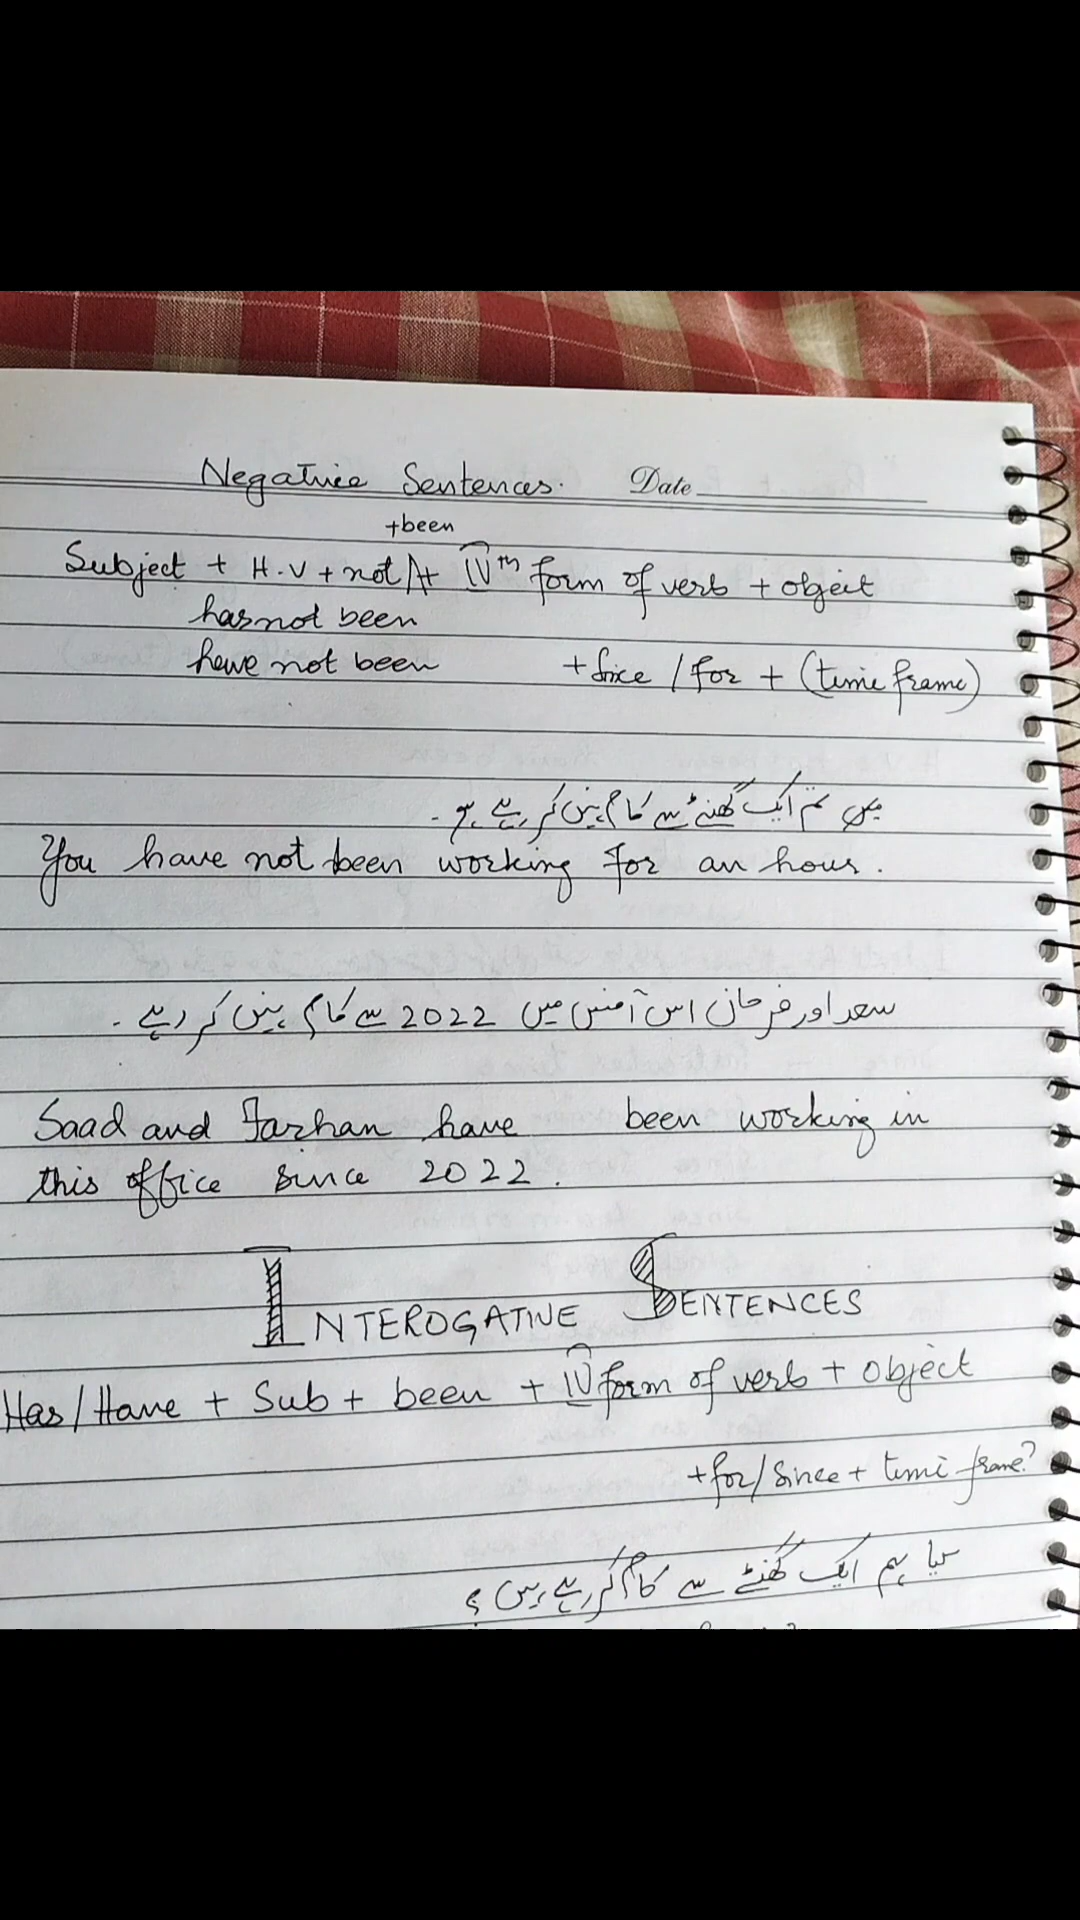 Negative Sentences. Date
+been
Subject + H.V + not + IVth form of verb + object
has not been
have not been + Since / for + (time frame)
تم ایک گھنٹے سے کام نہیں کر رہے ہو -
You have not been working for an hour.
سعد اور فرحان اس آفس میں 2022 سے کام نہیں کر رہے -
Saad and Farhan have been working in
this office since 2022.
INTEROGATIVE SENTENCES
Has/Have + Sub + been + IV form of verb + object
+for/since + time frame?
کیا ہم ایک گھنٹے سے کام کر رہے ہیں ؟